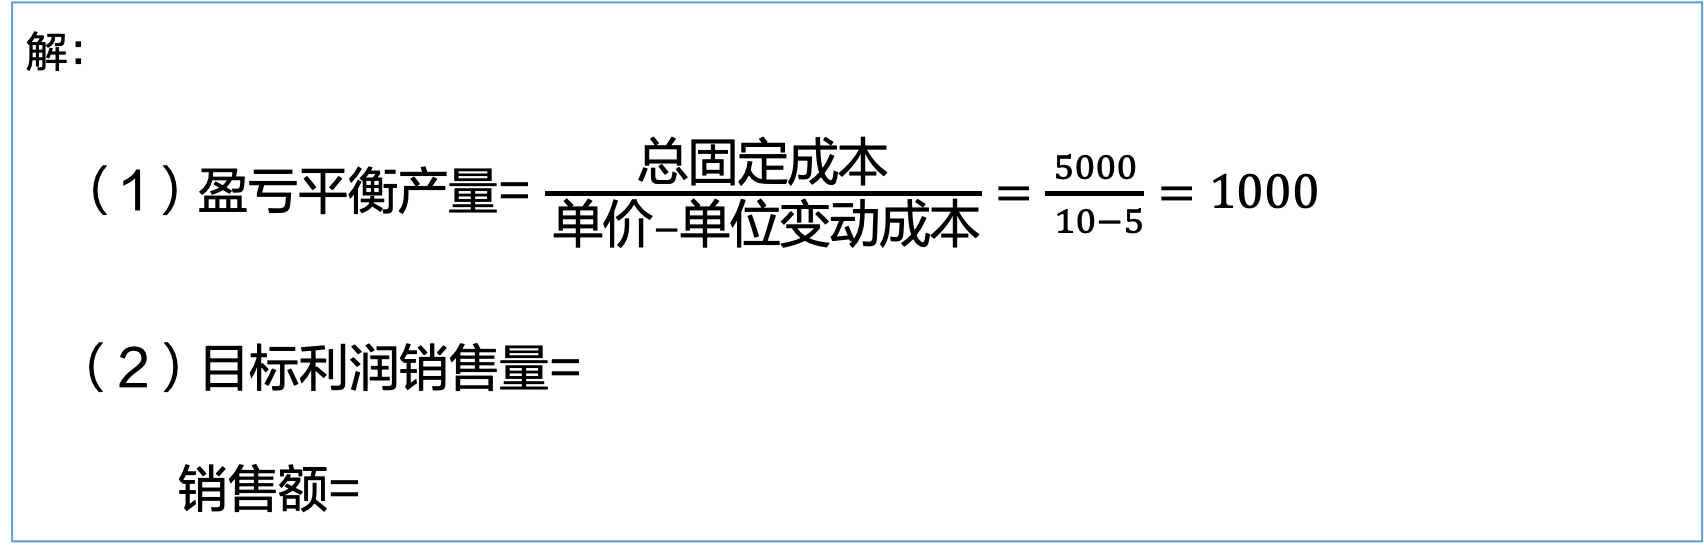 解：
（1）盈亏平衡产量= 总固定成本/单价−单位变动成本 = 5000/10−5 = 1000
（2）目标利润销售量=
销售额=